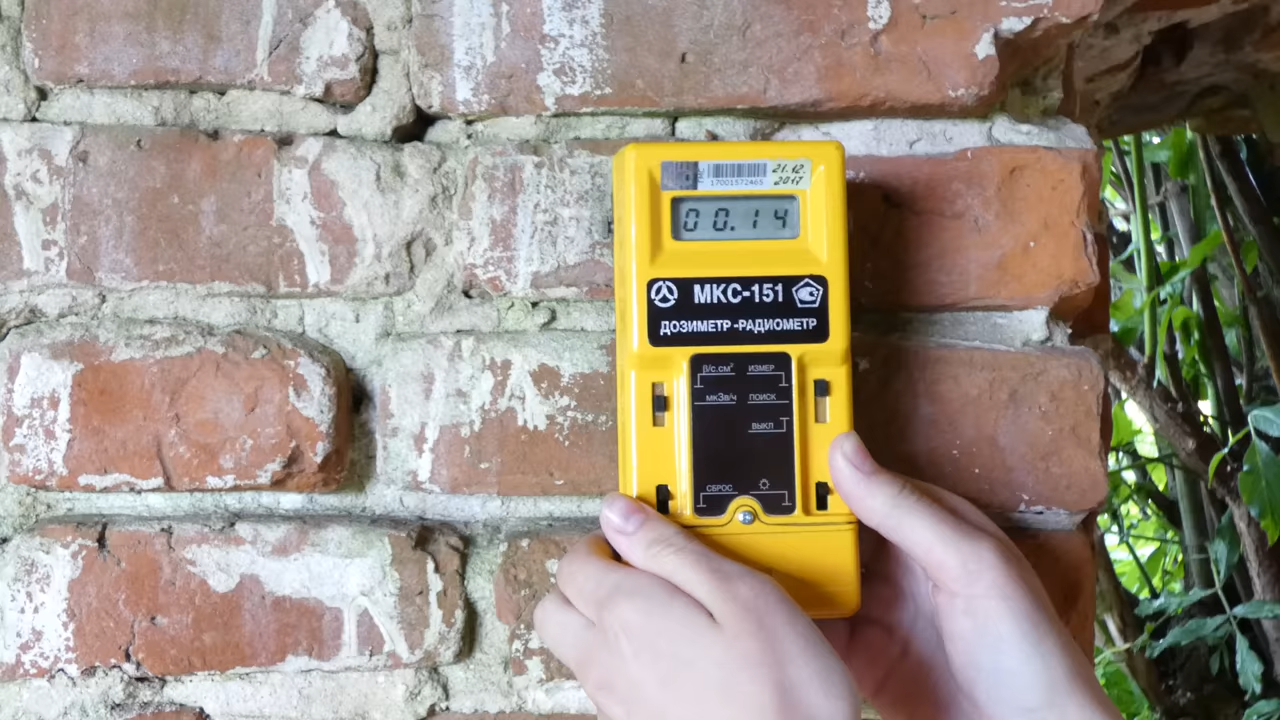 21.12.
2017
17001572465
00.14
МКС-151
ДОЗИМЕТР-РАДИОМЕТР
β/с.см² ИЗМЕР
мкЗв/ч ПОИСК
ВЫКЛ
СБРОС